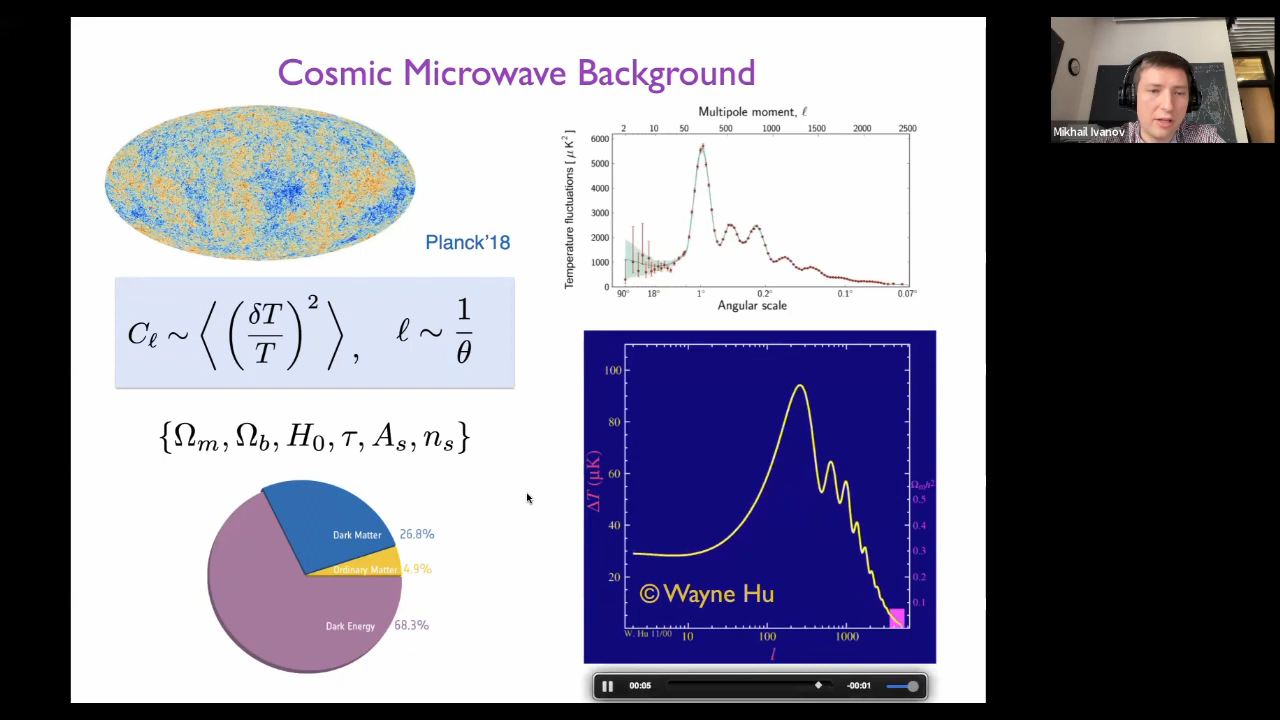 Cosmic Microwave Background
Mikhail Ivanov
Planck'18
C_ℓ ∼ ⟨ ( δT / T )² ⟩, ℓ ∼ 1 / θ
{Ω_m, Ω_b, H_0, τ, A_s, n_s}
Dark Matter 26.8%
Ordinary Matter 4.9%
Dark Energy 68.3%
Multipole moment, ℓ
2 10 50 500 1000 1500 2000 2500
Temperature fluctuations [ μ K² ]
6000
5000
4000
3000
2000
1000
0
90° 18° 1° 0.2° 0.1° 0.07°
Angular scale
ΔT (μK)
100
80
60
40
20
Ω_m h²
0.5
0.4
0.3
0.2
0.1
© Wayne Hu
W. Hu 11/00
10 100 1000
l
00:05 -00:01